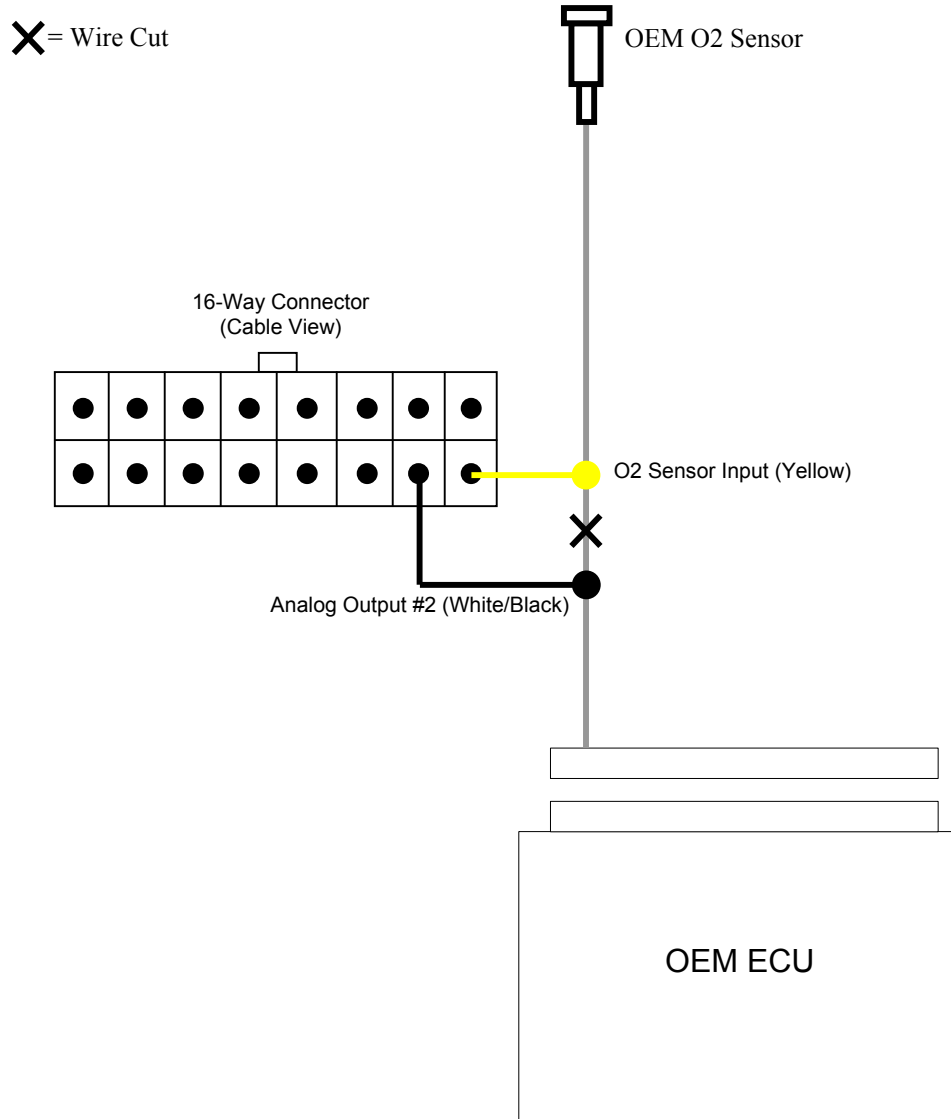 = Wire Cut
OEM O2 Sensor
16-Way Connector
(Cable View)
O2 Sensor Input (Yellow)
Analog Output #2 (White/Black)
OEM ECU